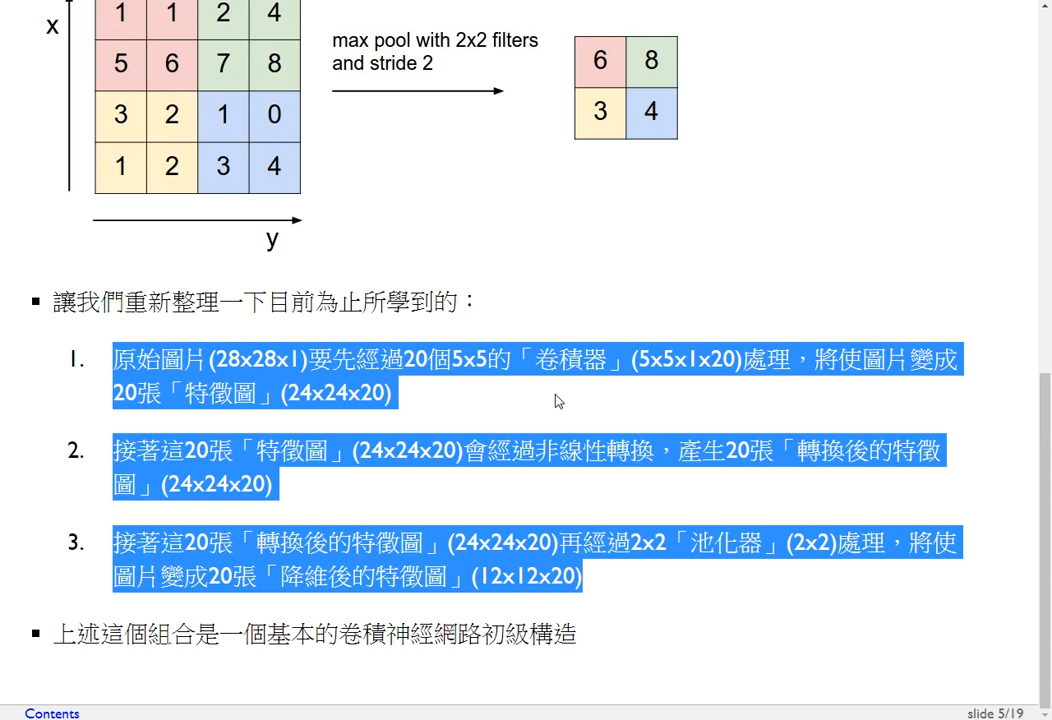 x
1 1 2 4
5 6 7 8
3 2 1 0
1 2 3 4
y
max pool with 2x2 filters
and stride 2
6 8
3 4
▪ 讓我們重新整理一下目前為止所學到的：
1. 原始圖片(28x28x1)要先經過20個5x5的「卷積器」(5x5x1x20)處理，將使圖片變成
20張「特徵圖」(24x24x20)
2. 接著這20張「特徵圖」(24x24x20)會經過非線性轉換，產生20張「轉換後的特徵
圖」(24x24x20)
3. 接著這20張「轉換後的特徵圖」(24x24x20)再經過2x2「池化器」(2x2)處理，將使
圖片變成20張「降維後的特徵圖」(12x12x20)
▪ 上述這個組合是一個基本的卷積神經網路初級構造
Contents
slide 5/19